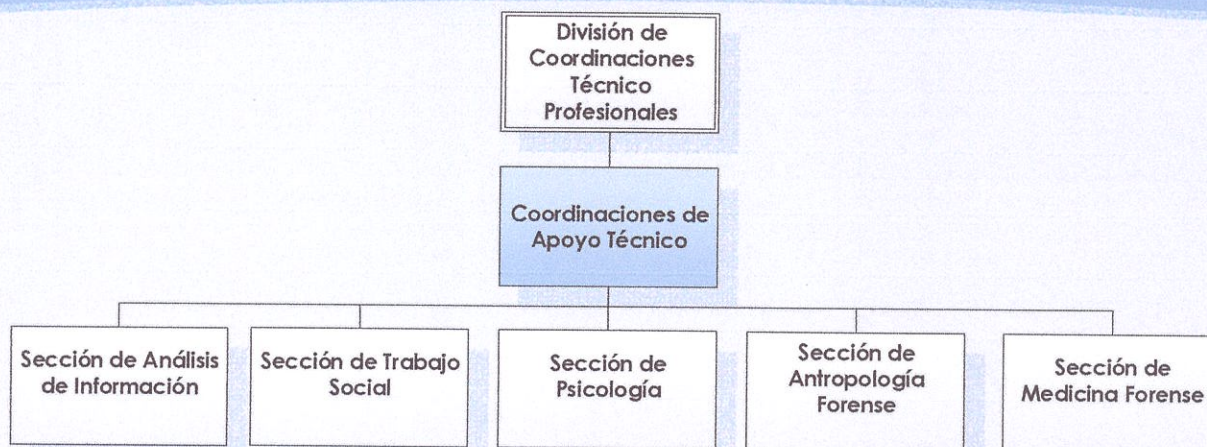 División de
Coordinaciones
Técnico
Profesionales
Coordinaciones de
Apoyo Técnico
Sección de Análisis
de Información
Sección de Trabajo
Social
Sección de
Psicología
Sección de
Antropología
Forense
Sección de
Medicina Forense